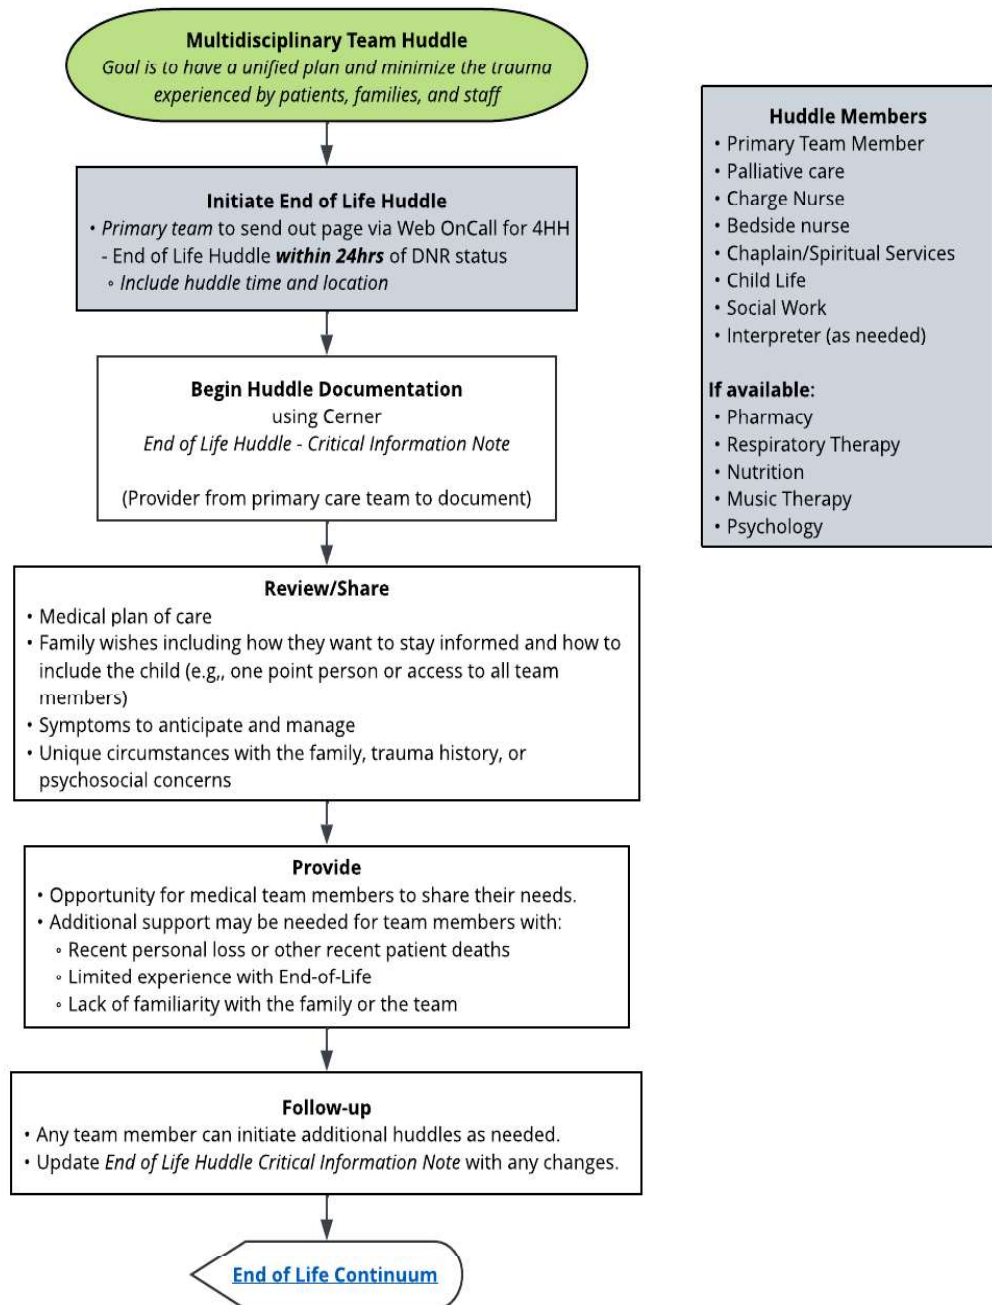 Multidisciplinary Team Huddle
Goal is to have a unified plan and minimize the trauma
experienced by patients, families, and staff
Initiate End of Life Huddle
• Primary team to send out page via Web OnCall for 4HH
- End of Life Huddle within 24hrs of DNR status
◦ Include huddle time and location
Begin Huddle Documentation
using Cerner
End of Life Huddle - Critical Information Note
(Provider from primary care team to document)
Review/Share
• Medical plan of care
• Family wishes including how they want to stay informed and how to
include the child (e.g,, one point person or access to all team
members)
• Symptoms to anticipate and manage
• Unique circumstances with the family, trauma history, or
psychosocial concerns
Provide
• Opportunity for medical team members to share their needs.
• Additional support may be needed for team members with:
◦ Recent personal loss or other recent patient deaths
◦ Limited experience with End-of-Life
◦ Lack of familiarity with the family or the team
Follow-up
• Any team member can initiate additional huddles as needed.
• Update End of Life Huddle Critical Information Note with any changes.
End of Life Continuum
Huddle Members
• Primary Team Member
• Palliative care
• Charge Nurse
• Bedside nurse
• Chaplain/Spiritual Services
• Child Life
• Social Work
• Interpreter (as needed)
If available:
• Pharmacy
• Respiratory Therapy
• Nutrition
• Music Therapy
• Psychology